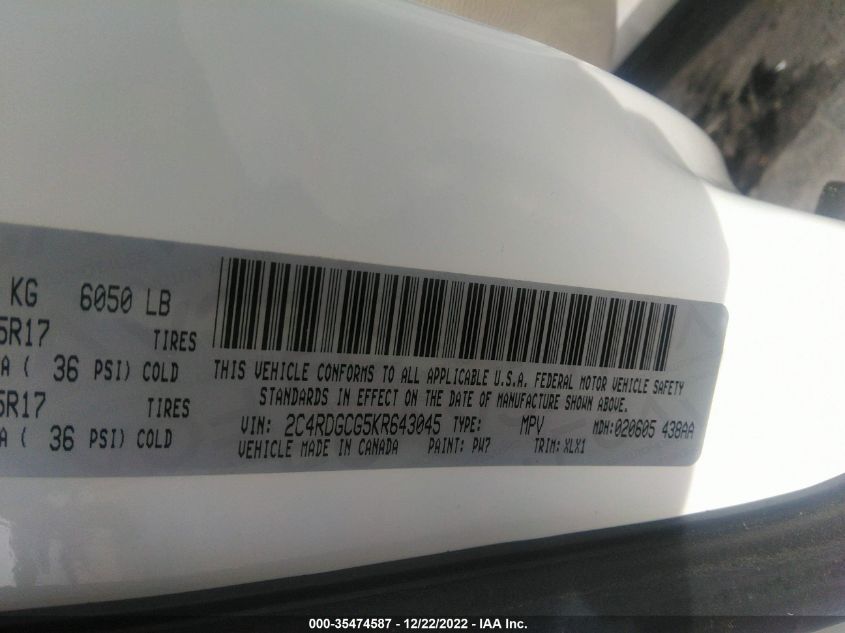 KG 6050 LB
5R17 TIRES
A ( 36 PSI) COLD
5R17 TIRES
A ( 36 PSI) COLD
THIS VEHICLE CONFORMS TO ALL APPLICABLE U.S.A. FEDERAL MOTOR VEHICLE SAFETY
STANDARDS IN EFFECT ON THE DATE OF MANUFACTURE SHOWN ABOVE.
VIN: 2C4RDGCG5KR643045 TYPE: MPV MDH:020605 438AA
VEHICLE MADE IN CANADA PAINT: PW7 TRIM: XLX1
000-35474587 - 12/22/2022 - IAA Inc.